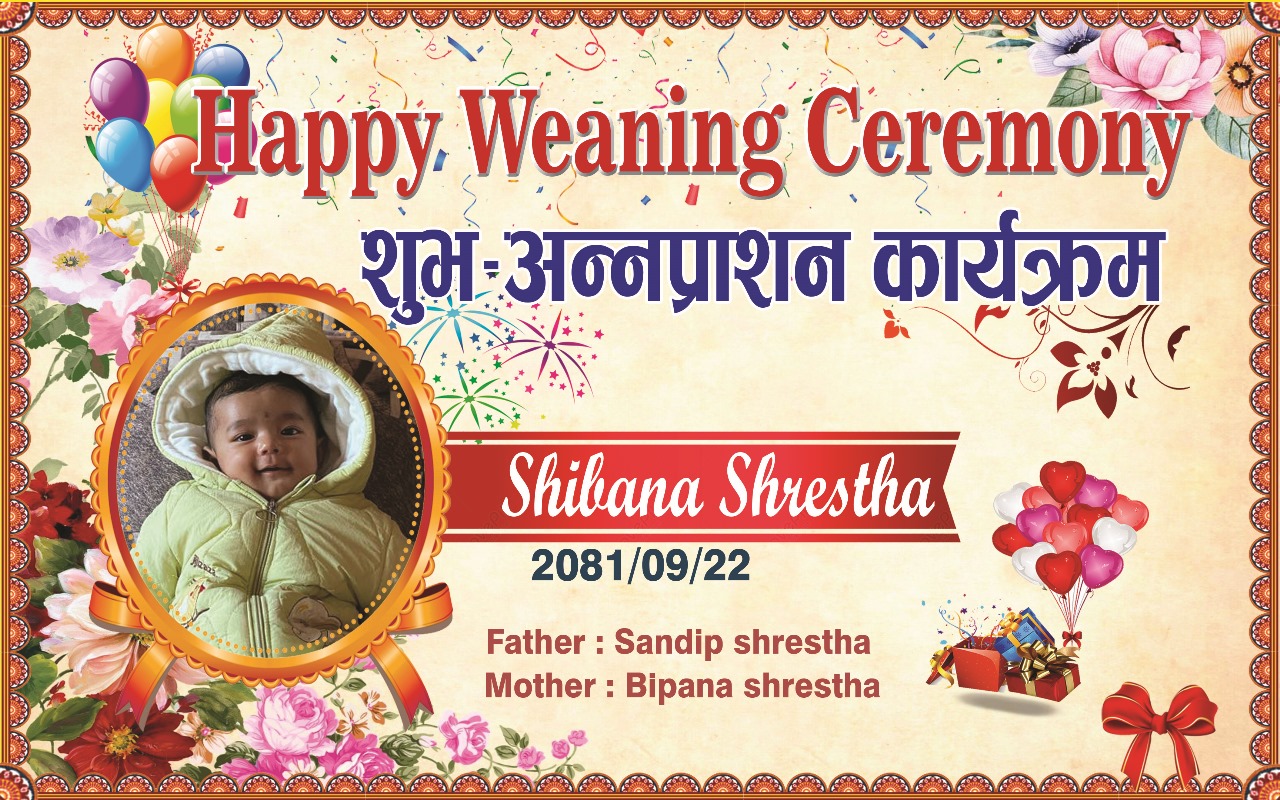 Happy Weaning Ceremony
शुभ-अन्नप्राशन कार्यक्रम
Shibana Shrestha
2081/09/22
Father : Sandip shrestha
Mother : Bipana shrestha